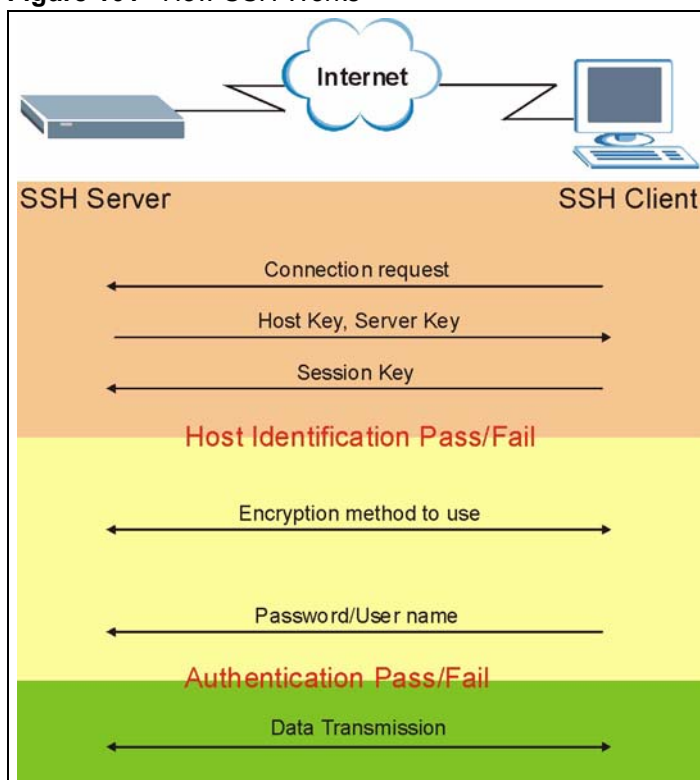 Internet
SSH Server
SSH Client
Connection request
Host Key, Server Key
Session Key
Host Identification Pass/Fail
Encryption method to use
Password/User name
Authentication Pass/Fail
Data Transmission